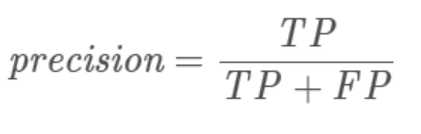 precision = TP / TP + FP